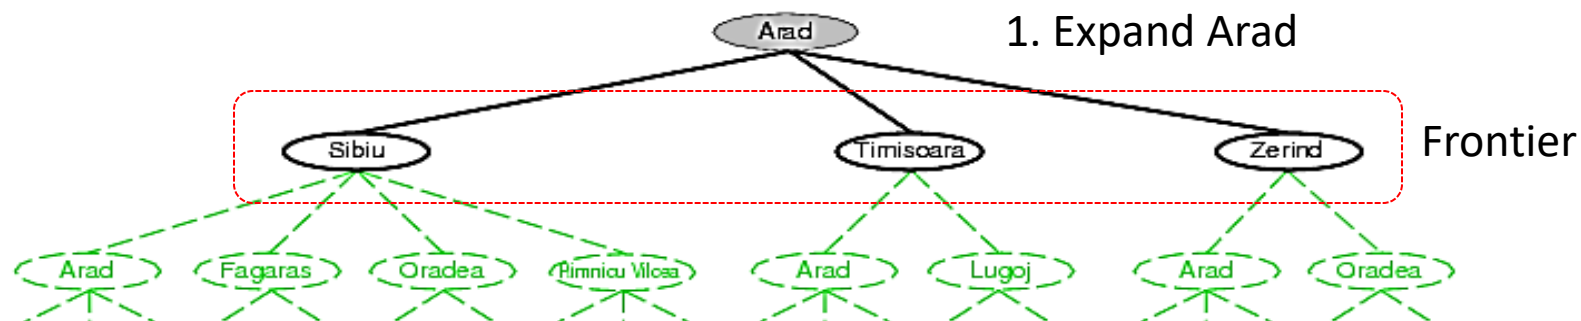 Arad
1. Expand Arad
Sibiu
Timisoara
Zerind
Frontier
Arad
Fagaras
Oradea
Rimnicu Vilcea
Arad
Lugoj
Arad
Oradea